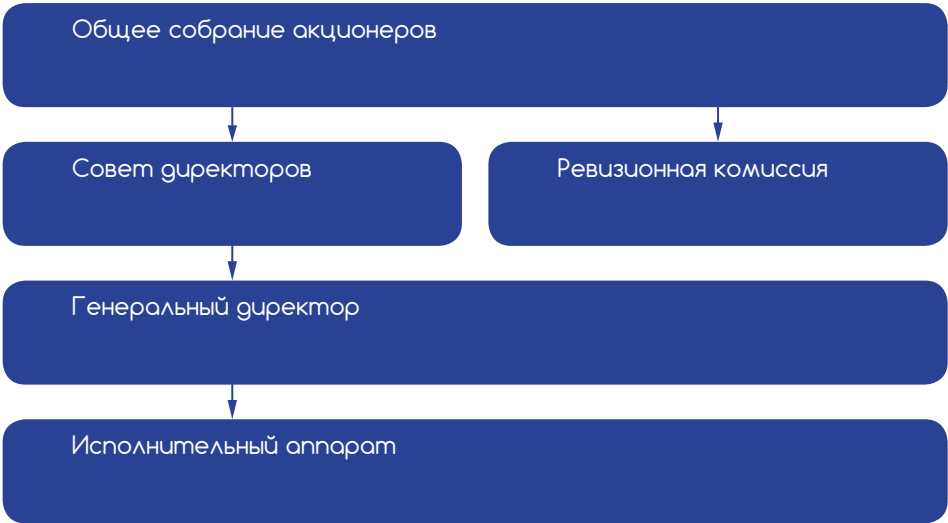 Общее собрание акционеров
Совет директоров
Ревизионная комиссия
Генеральный директор
Исполнительный аппарат